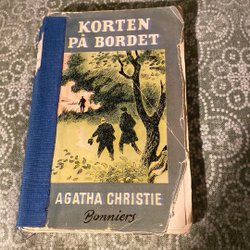 KORTEN
PÅ BORDET
AGATHA CHRISTIE
Bonniers